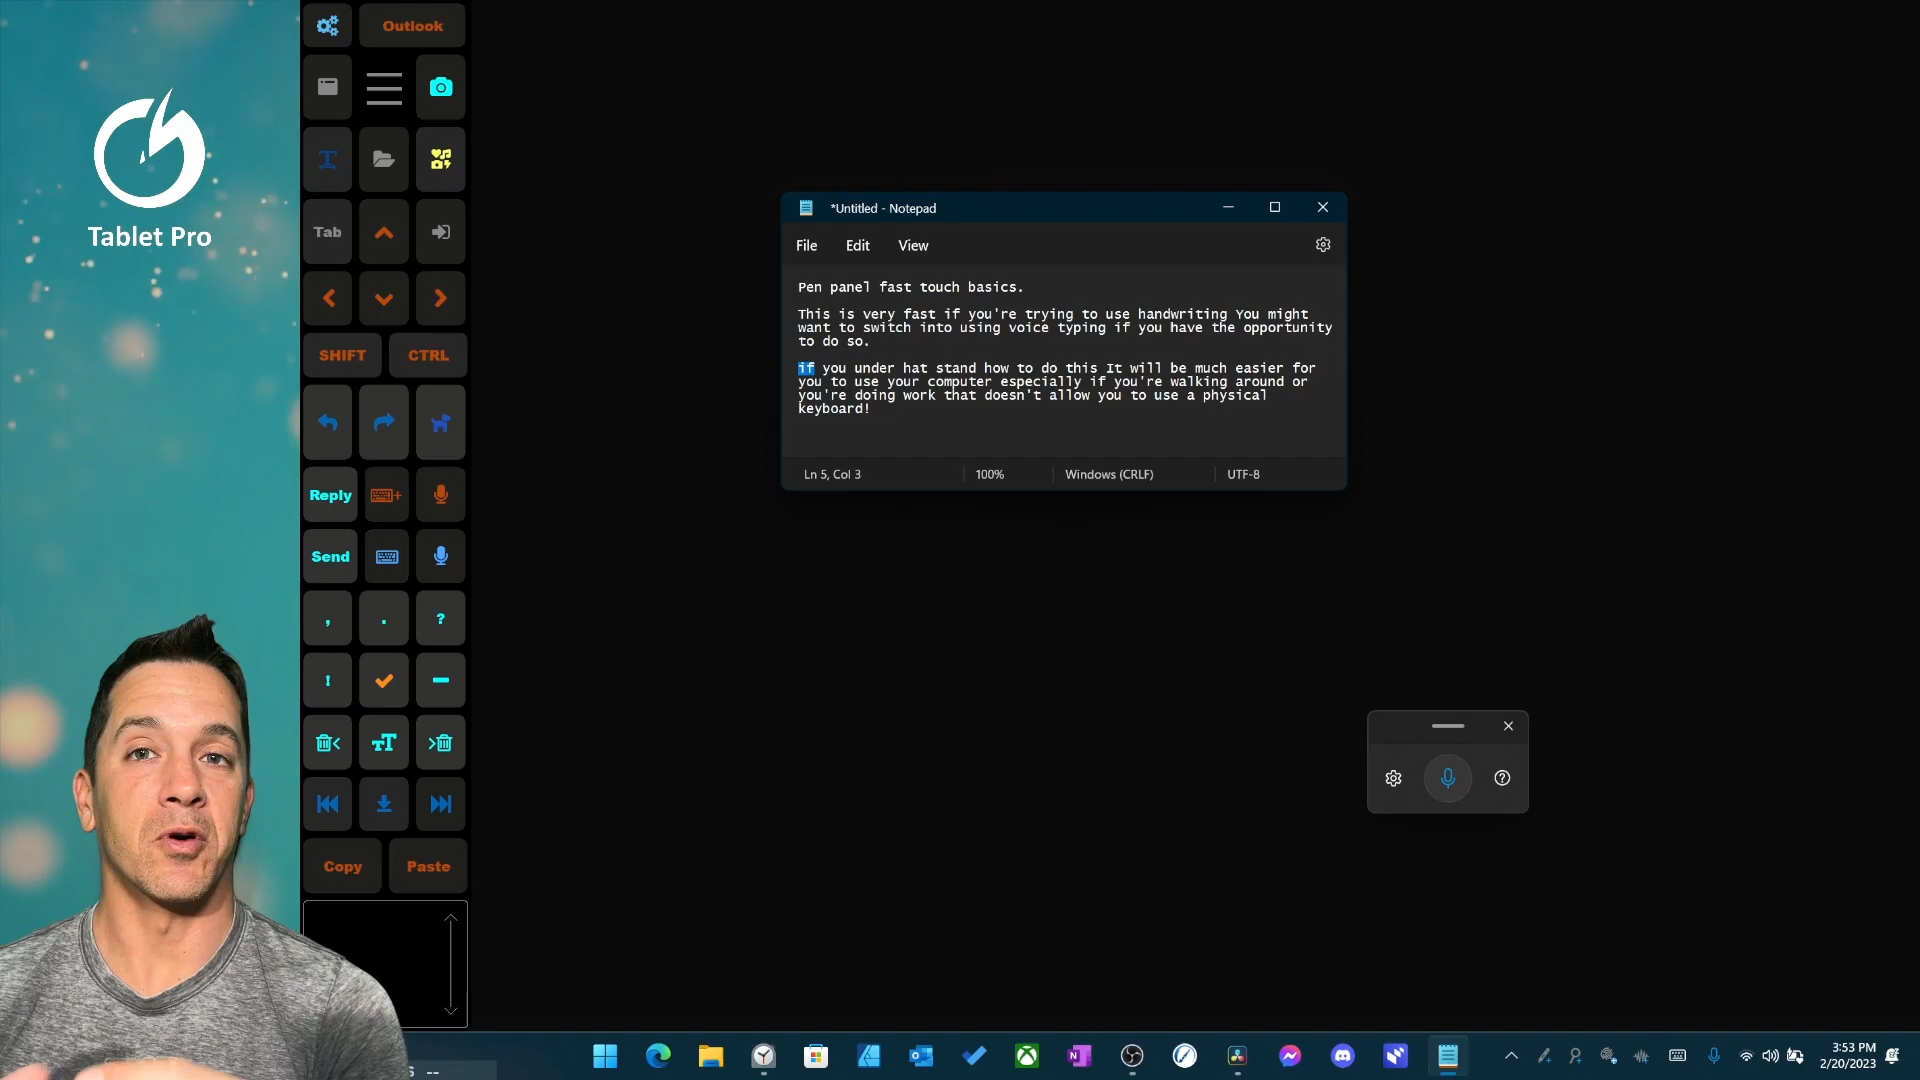 Tablet Pro
Outlook
Tab
SHIFT CTRL
Reply
Send
, . ?
! -
Copy Paste
*Untitled - Notepad
File Edit View
Pen panel fast touch basics.
This is very fast if you're trying to use handwriting You might
want to switch into using voice typing if you have the opportunity
to do so.
if you under hat stand how to do this It will be much easier for
you to use your computer especially if you're walking around or
you're doing work that doesn't allow you to use a physical
keyboard!
Ln 5, Col 3 100% Windows (CRLF) UTF-8
3:53 PM
2/20/2023